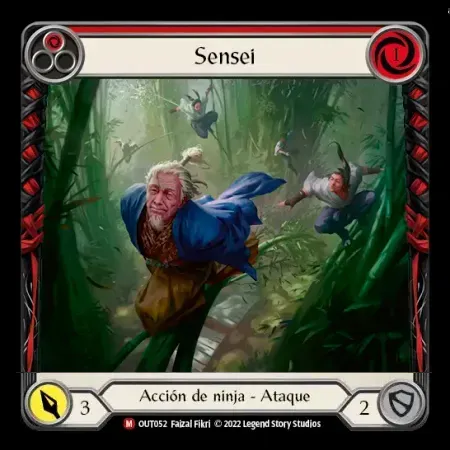 Sensei
1
Acción de ninja - Ataque
3
2
M OUT052 Faizal Fikri © 2022 Legend Story Studios